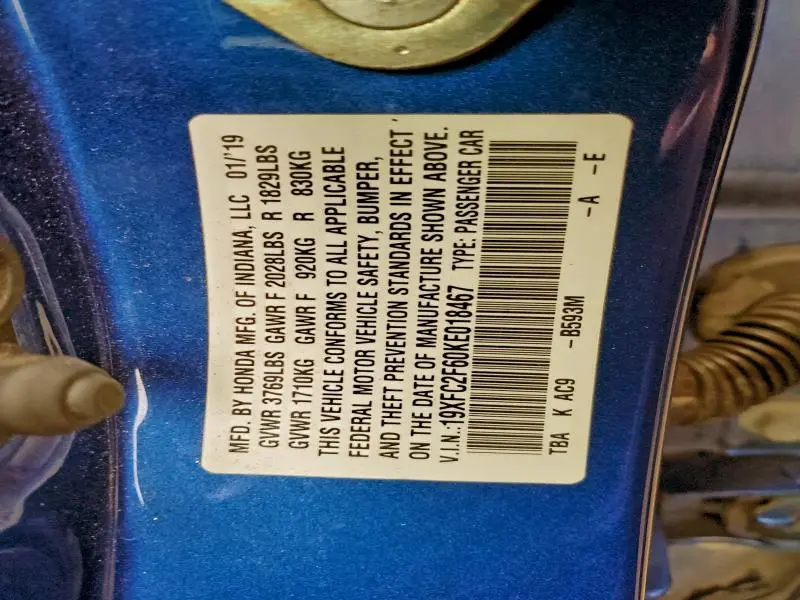 MFD. BY HONDA MFG. OF INDIANA, LLC 01/'19
GVWR 3769LBS GAWR F 2028LBS R 1829LBS
GVWR 1710KG GAWR F 920KG R 830KG
THIS VEHICLE CONFORMS TO ALL APPLICABLE
FEDERAL MOTOR VEHICLE SAFETY, BUMPER,
AND THEFT PREVENTION STANDARDS IN EFFECT
ON THE DATE OF MANUFACTURE SHOWN ABOVE.
V.I.N.:19XFC2F60KE018467 TYPE: PASSENGER CAR
TBA K AC9 -B593M -A -E